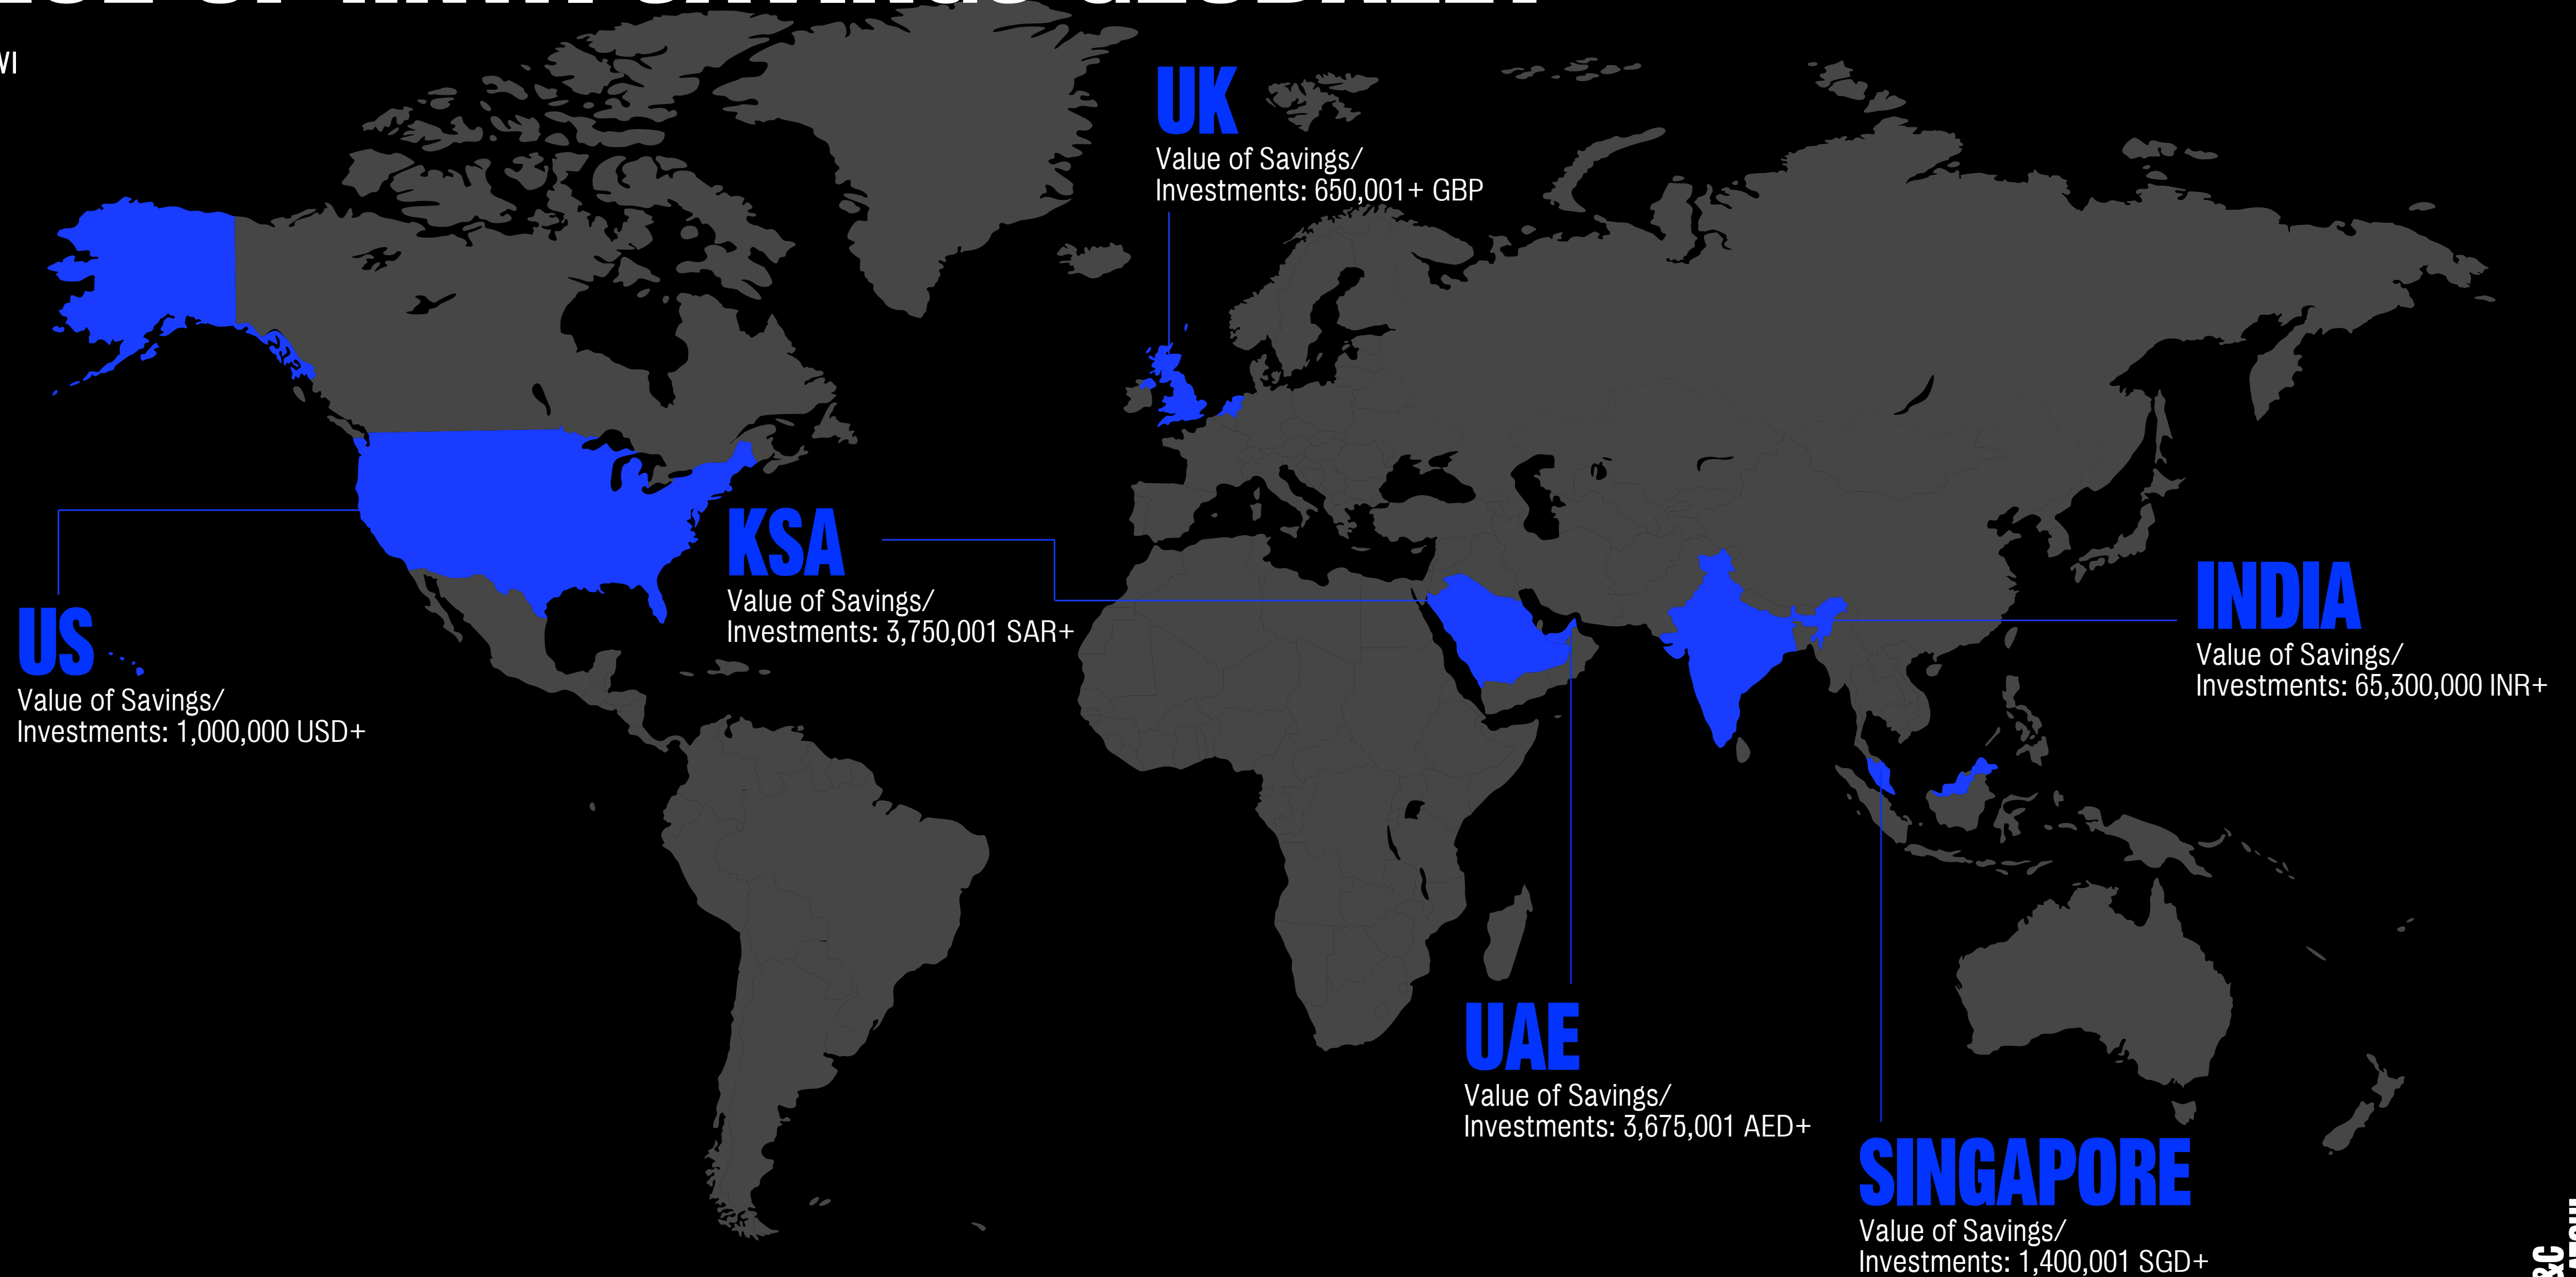 UK
Value of Savings/
Investments: 650,001+ GBP
KSA
Value of Savings/
Investments: 3,750,001 SAR+
US
Value of Savings/
Investments: 1,000,000 USD+
INDIA
Value of Savings/
Investments: 65,300,000 INR+
UAE
Value of Savings/
Investments: 3,675,001 AED+
SINGAPORE
Value of Savings/
Investments: 1,400,001 SGD+